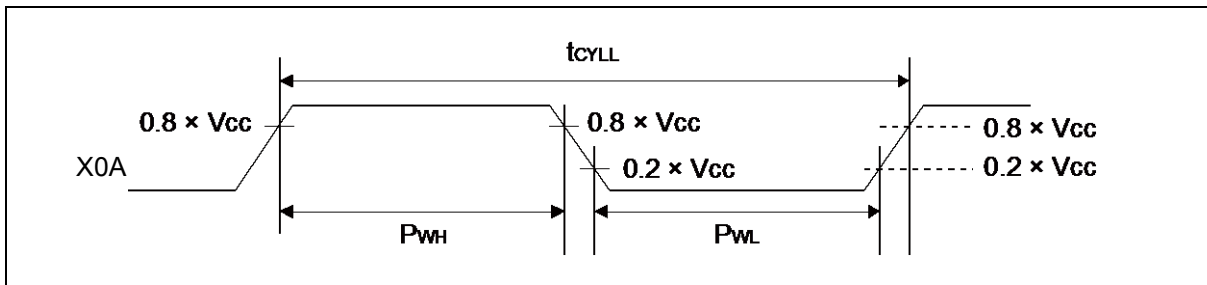 tCYLL
0.8 × Vcc
0.8 × Vcc
0.8 × Vcc
X0A
0.2 × Vcc
0.2 × Vcc
PWH
PWL